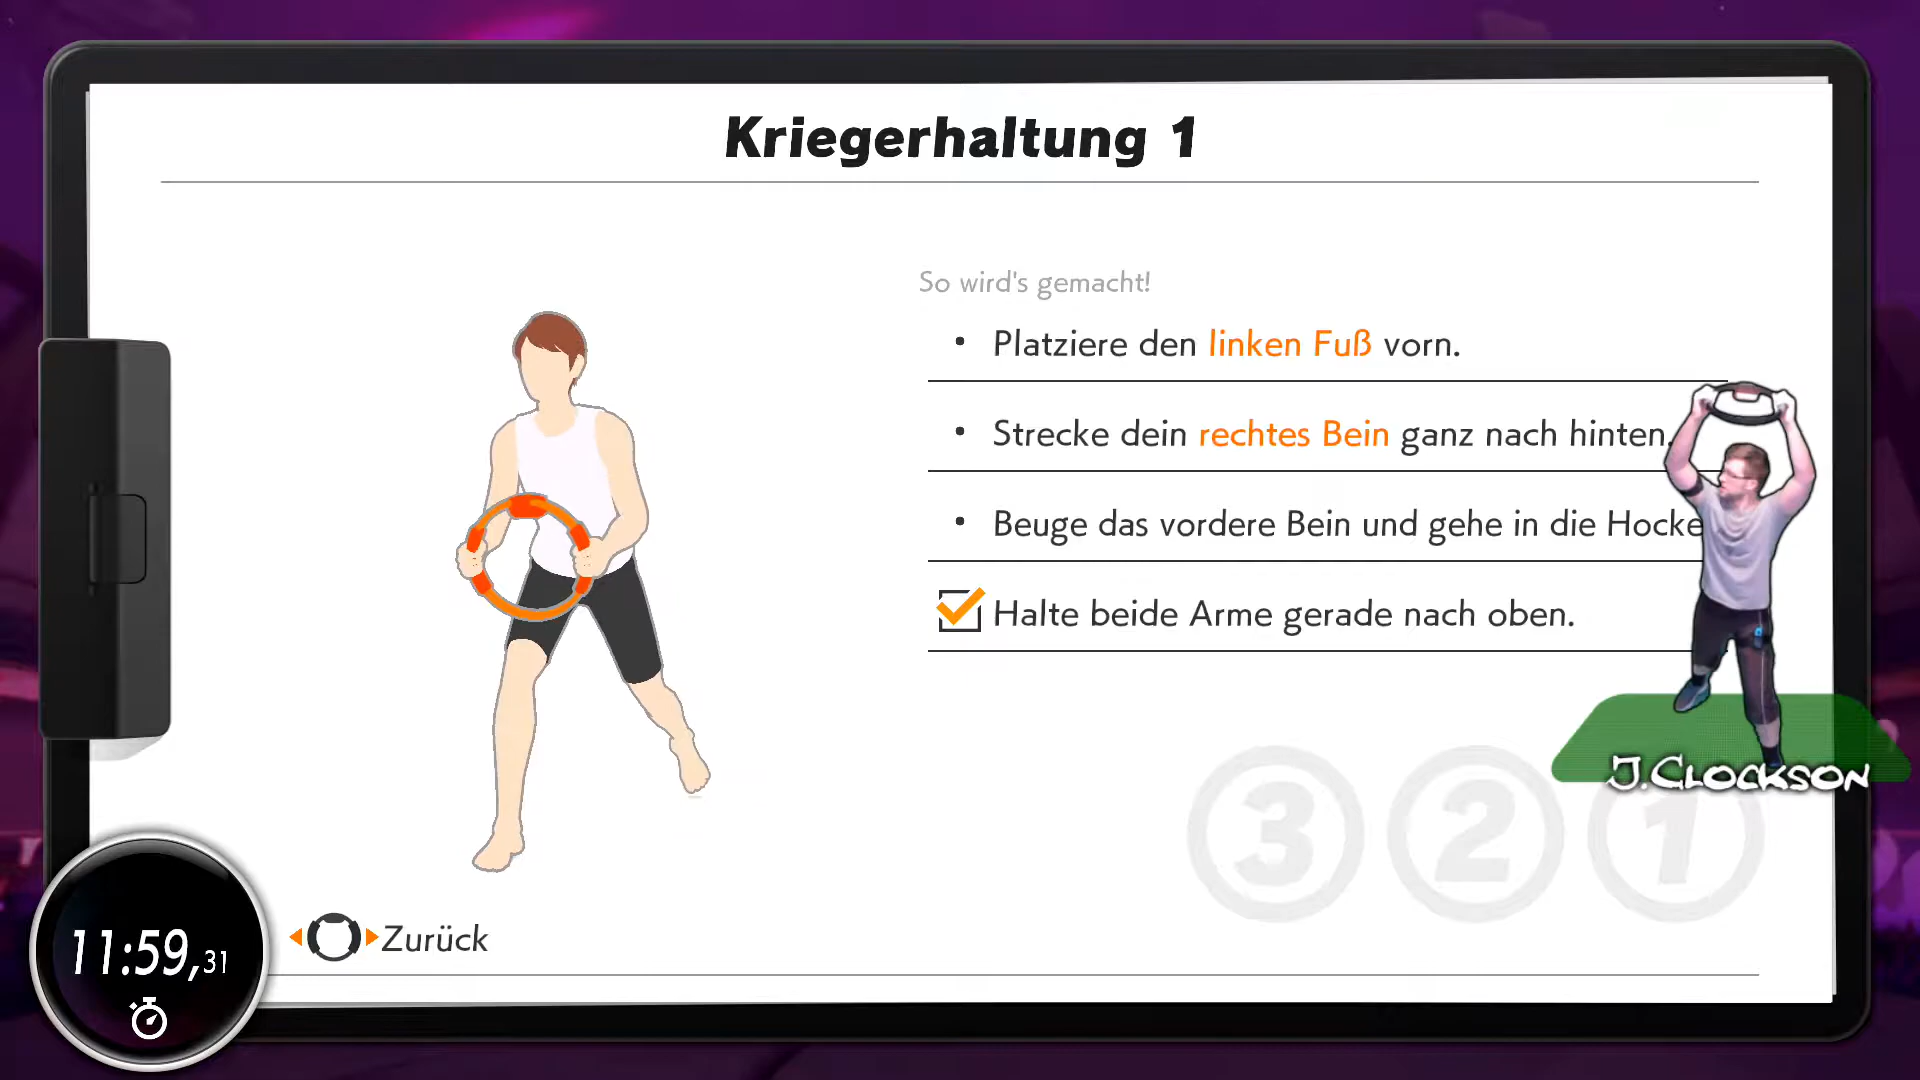 Kriegerhaltung 1
So wird's gemacht!
• Platziere den linken Fuß vorn.
• Strecke dein rechtes Bein ganz nach hinten.
• Beuge das vordere Bein und gehe in die Hocke
Halte beide Arme gerade nach oben.
J.CLOCKSON
3 2 1
Zurück
11:59,31